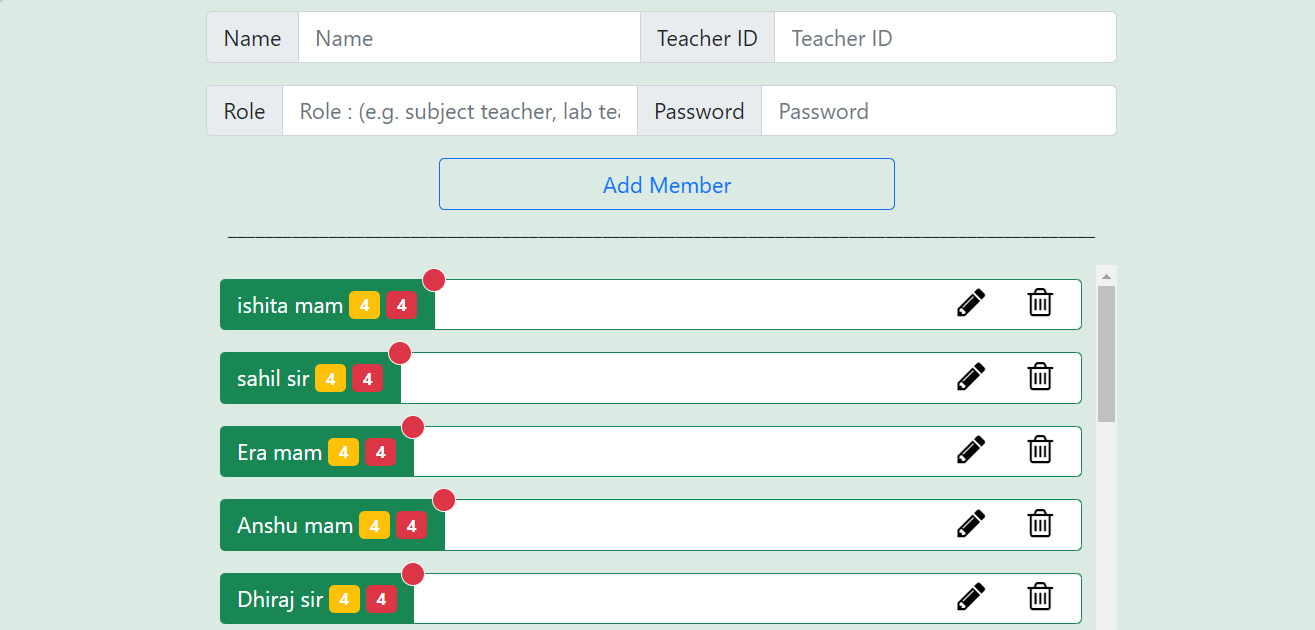 Name Name Teacher ID Teacher ID
Role Role : (e.g. subject teacher, lab Password Password
Add Member
ishita mam 4 4
sahil sir 4 4
Era mam 4 4
Anshu mam 4 4
Dhiraj sir 4 4